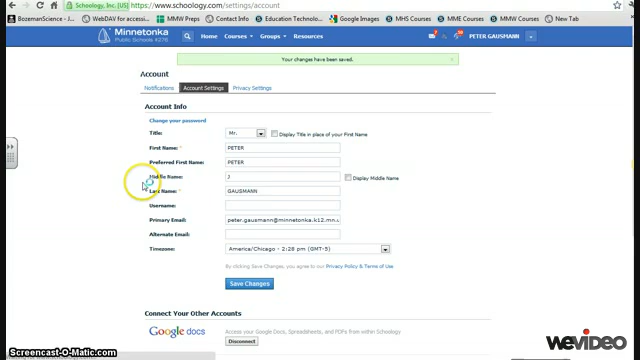 Schoology, Inc. [US] https://www.schoology.com/settings/account
BozemanScience's WebDAV for accessi MMW Preps Contact Info Education Technolog Google Images MHS Courses MME Courses MMW Courses New Tab
Minnetonka
Public Schools #276
Home Courses Groups Resources PETER GAUSMANN
Your changes have been saved.
Account
Notifications Account Settings Privacy Settings
Account Info
Change your password
Title: Mr. Display Title in place of your First Name
First Name: * PETER
Preferred First Name: PETER
Middle Name: J Display Middle Name
Last Name: * GAUSMANN
Username:
Primary Email: peter.gausmann@minnetonka.k12.mn.u
Alternate Email:
Timezone: America/Chicago - 2:28 pm (GMT-5)
By clicking Save Changes, you agree to our Privacy Policy & Terms of Use
Save Changes
Connect Your Other Accounts
Google docs
Access your Google Docs, Spreadsheets, and PDFs from within Schoology
Connect
Screencast-O-Matic.com
WEVIDEO